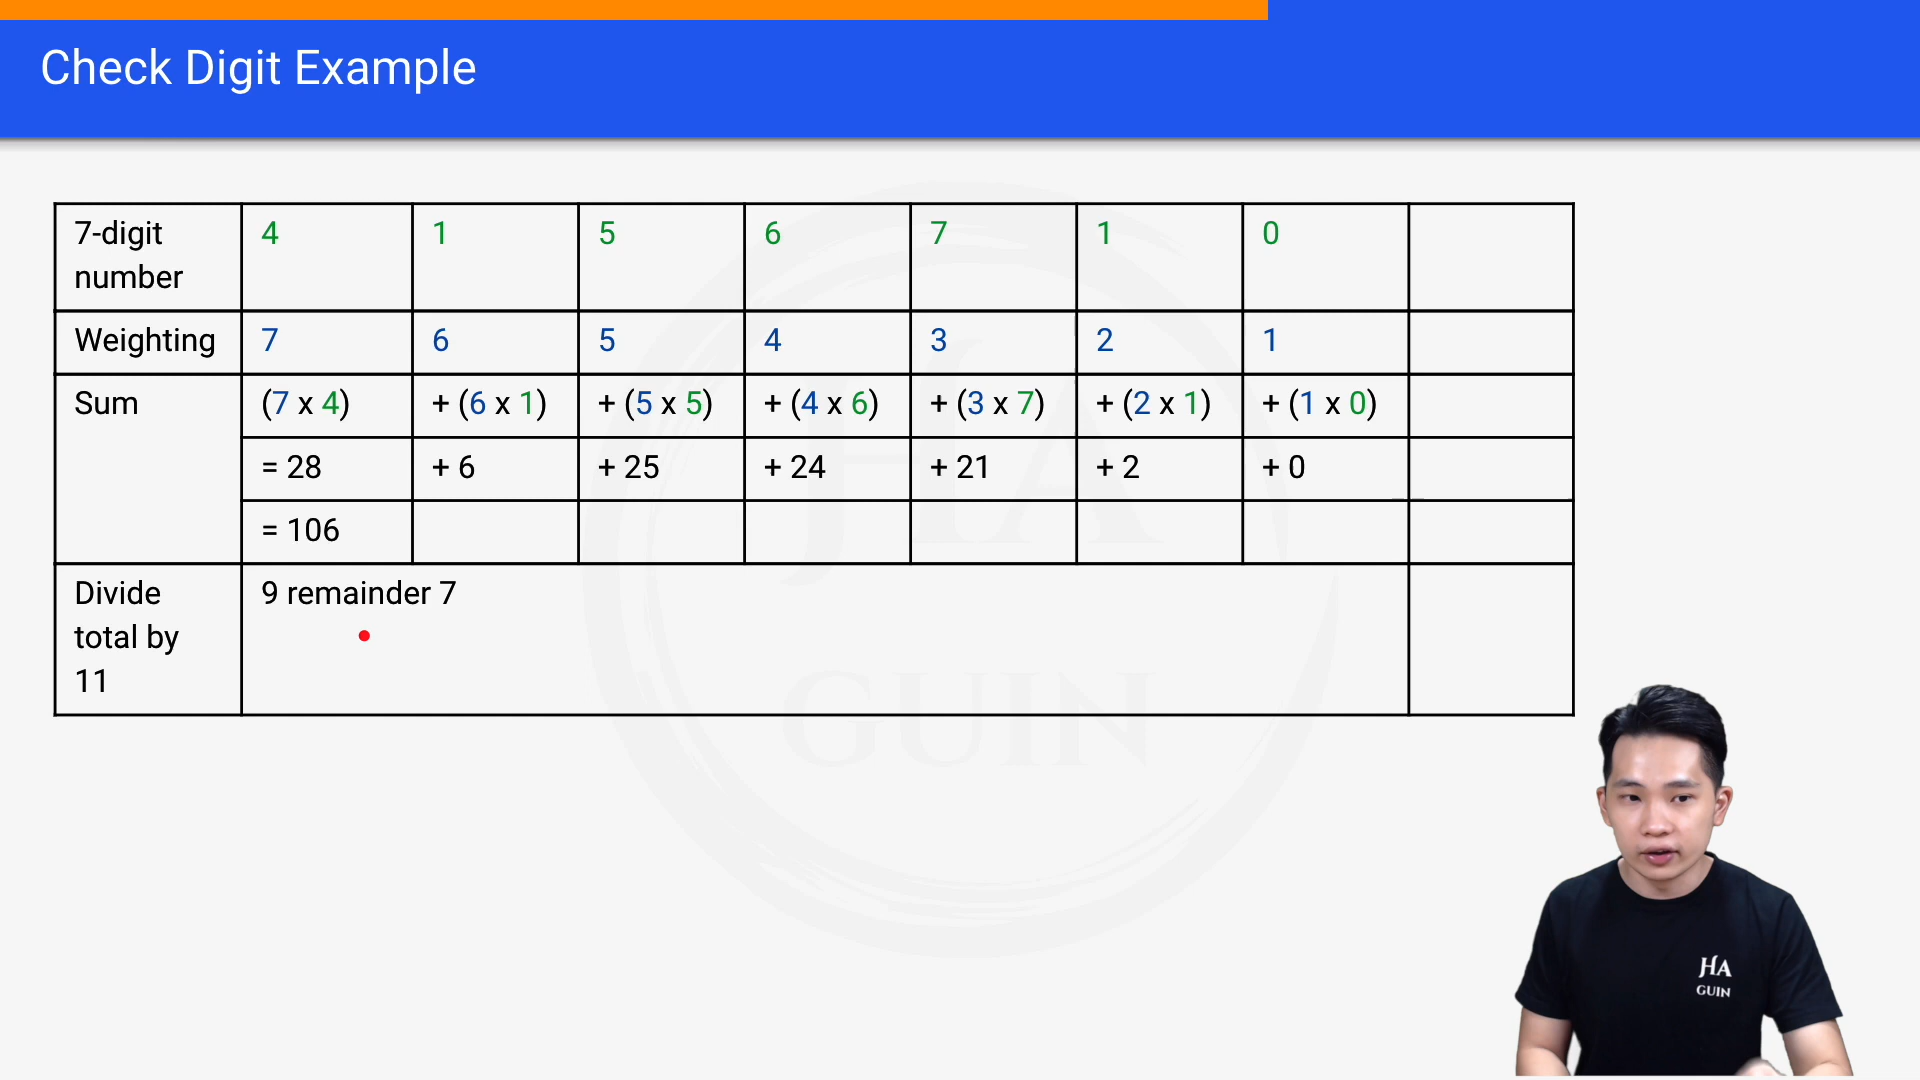 Check Digit Example
7-digit number 4 1 5 6 7 1 0
Weighting 7 6 5 4 3 2 1
Sum (7 x 4) + (6 x 1) + (5 x 5) + (4 x 6) + (3 x 7) + (2 x 1) + (1 x 0)
= 28 + 6 + 25 + 24 + 21 + 2 + 0
= 106
Divide total by 11 9 remainder 7
HA
GUIN
HA
GUIN